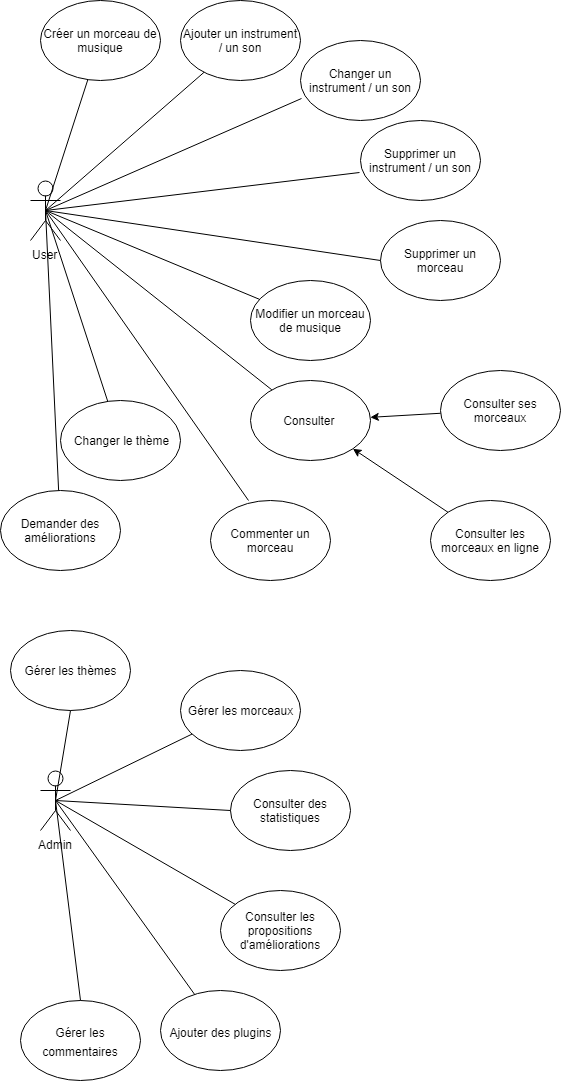 Créer un morceau de
musique
Ajouter un instrument
/ un son
Changer un
instrument / un son
Supprimer un
instrument / un son
User
Supprimer un
morceau
Modifier un morceau
de musique
Consulter
Consulter ses
morceaux
Changer le thème
Demander des
améliorations
Commenter un
morceau
Consulter les
morceaux en ligne
Gérer les thèmes
Gérer les morceaux
Consulter des
statistiques
Admin
Consulter les
propositions
d'améliorations
Gérer les
commentaires
Ajouter des plugins